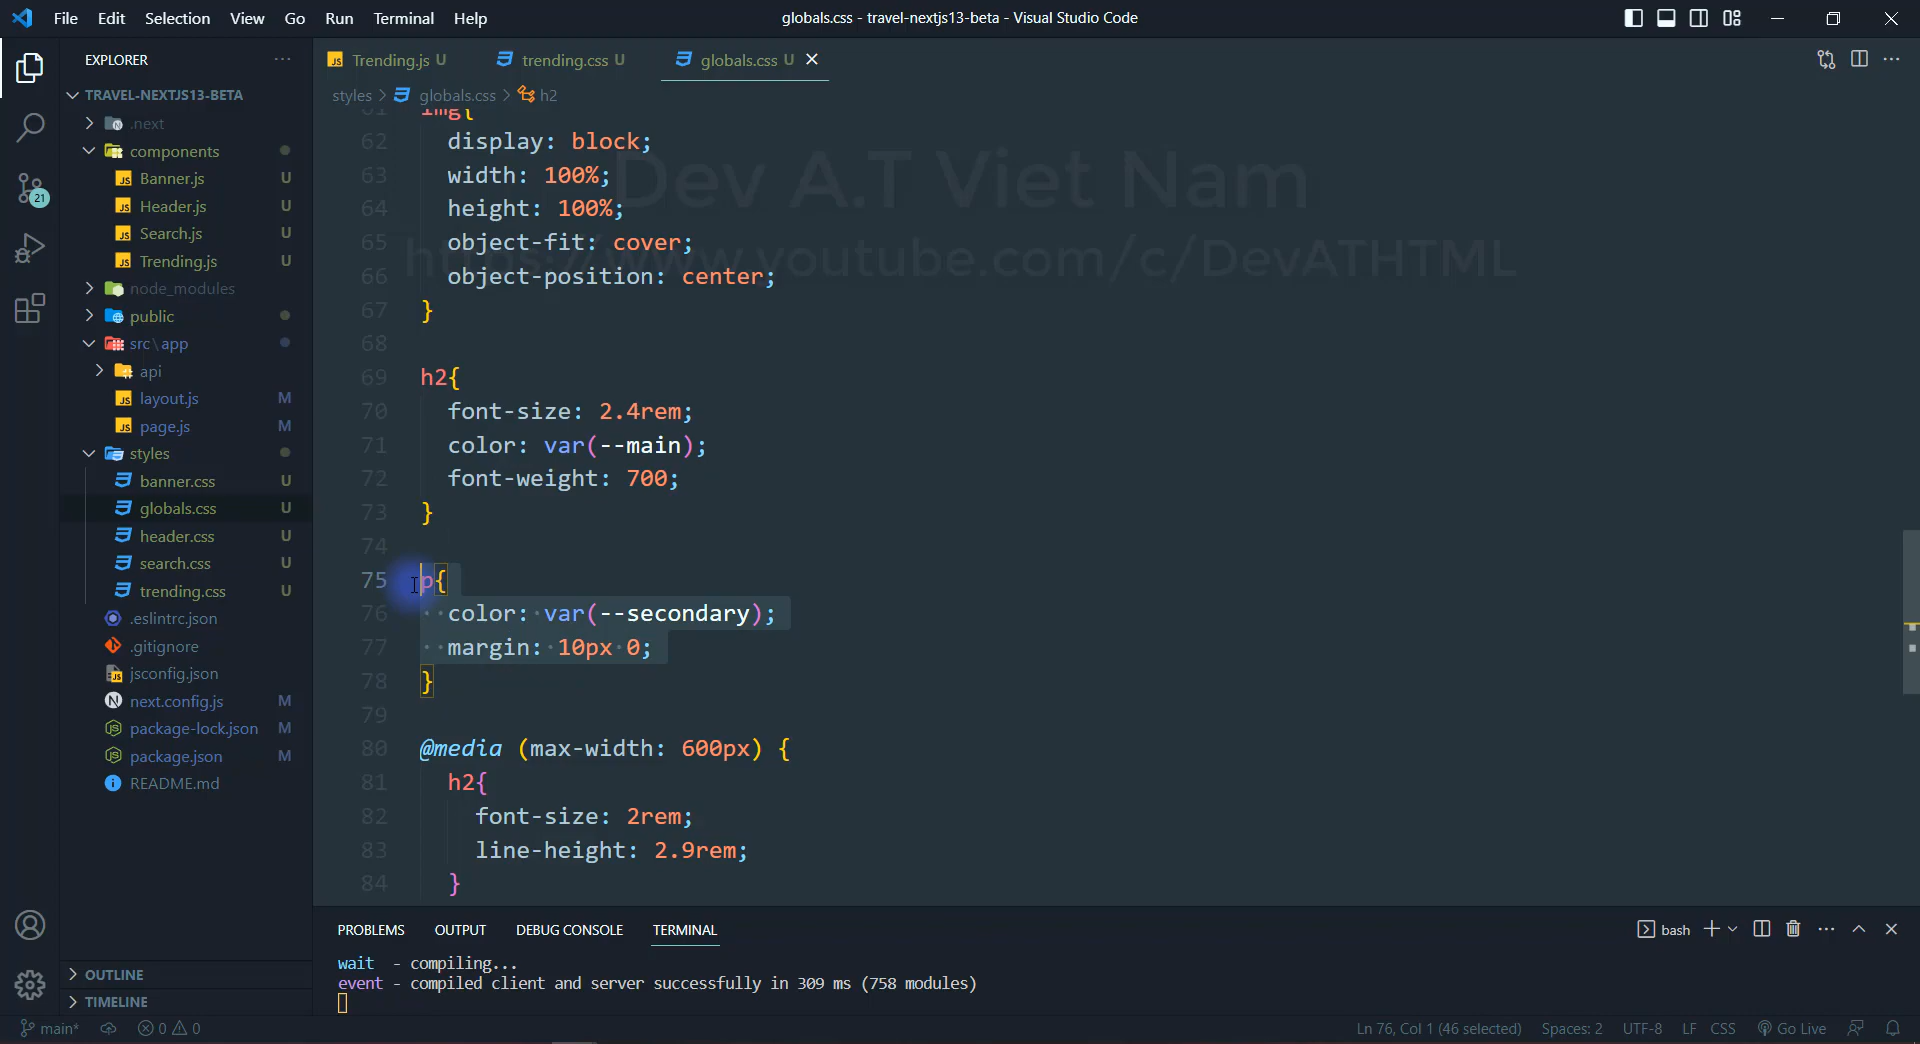 File Edit Selection View Go Run Terminal Help
globals.css - travel-nextjs13-beta - Visual Studio Code
EXPLORER
TRAVEL-NEXTJS13-BETA
.next
components
Banner.js U
Header.js U
Search.js U
Trending.js U
node_modules
public
src\app
api
layout.js M
page.js M
styles
banner.css U
globals.css U
header.css U
search.css U
trending.css U
.eslintrc.json
.gitignore
jsconfig.json
next.config.js M
package-lock.json M
package.json M
README.md
OUTLINE
TIMELINE
21
Trending.js U trending.css U globals.css U
styles > globals.css > h2
61 img{
62 display: block;
63 width: 100%;
64 height: 100%;
65 object-fit: cover;
66 object-position: center;
67 }
68
69 h2{
70 font-size: 2.4rem;
71 color: var(--main);
72 font-weight: 700;
73 }
74
75 p{
76 color: var(--secondary);
77 margin: 10px 0;
78 }
79
80 @media (max-width: 600px) {
81 h2{
82 font-size: 2rem;
83 line-height: 2.9rem;
84 }
Dev A.T Viet Nam
https://www.youtube.com/c/DevATHTML
PROBLEMS OUTPUT DEBUG CONSOLE TERMINAL
bash
wait - compiling...
event - compiled client and server successfully in 309 ms (758 modules)
main* 0 0
Ln 76, Col 1 (46 selected) Spaces: 2 UTF-8 LF CSS Go Live